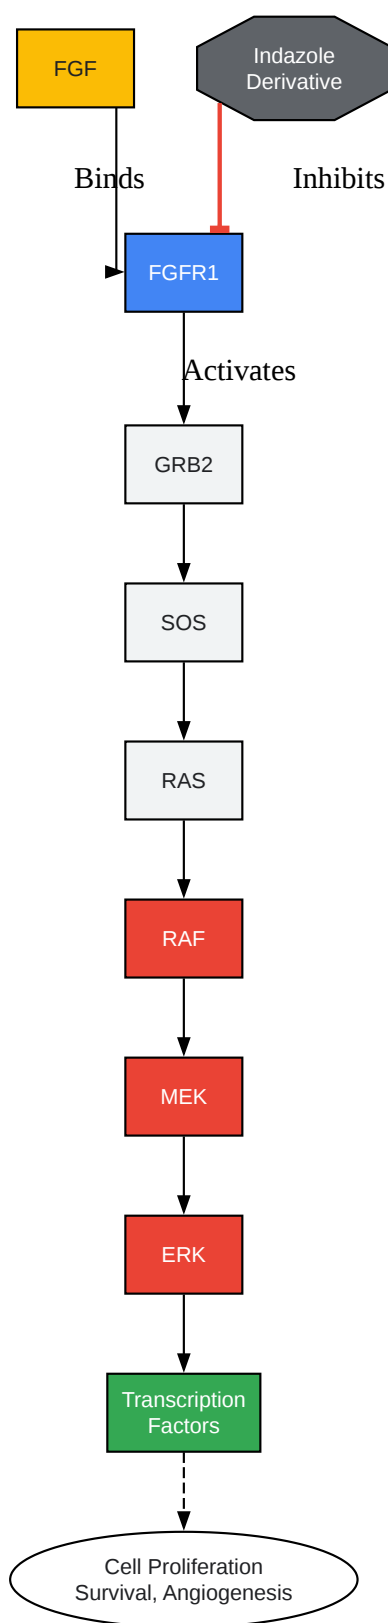 FGF
Indazole
Derivative
Binds
Inhibits
FGFR1
Activates
GRB2
SOS
RAS
RAF
MEK
ERK
Transcription
Factors
Cell Proliferation
Survival, Angiogenesis